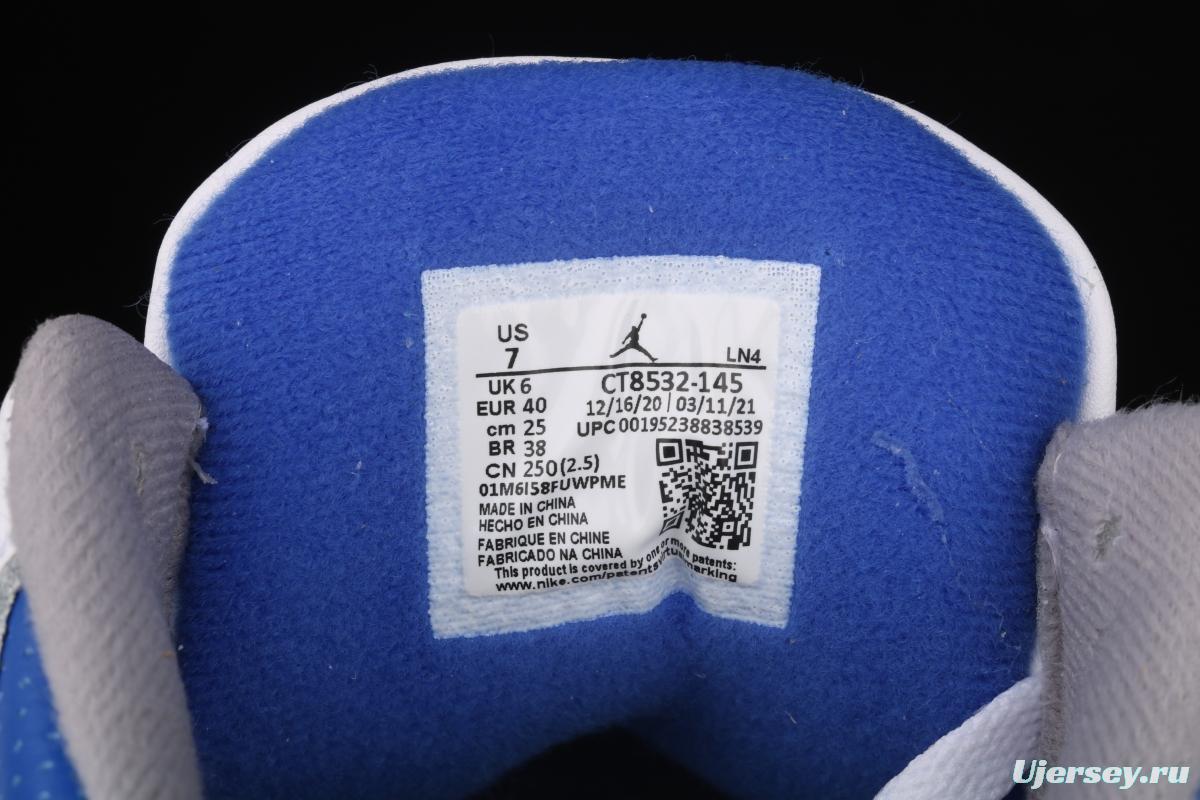 US
7
LN4
UK 6
CT8532-145
EUR 40
12/16/20 | 03/11/21
cm 25
UPC 00195238838539
BR 38
CN 250(2.5)
01M6I58FUWPME
MADE IN CHINA
HECHO EN CHINA
FABRIQUE EN CHINE
FABRICADO NA CHINA
This product is covered by one or more patents:
www.nike.com/patentsvirtualmarking
Ujersey.ru